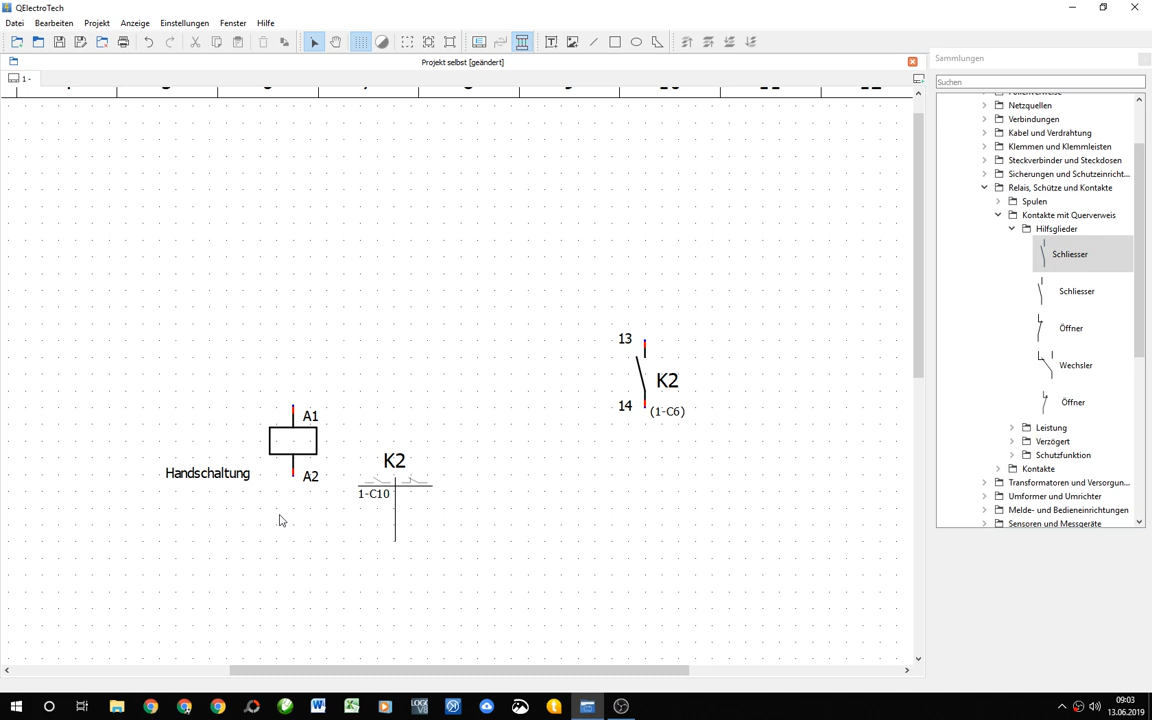 QElectroTech
Datei Bearbeiten Projekt Anzeige Einstellungen Fenster Hilfe
Projekt selbst [geändert]
1 -
Sammlungen
Suchen
Netzquellen
Verbindungen
Kabel und Verdrahtung
Klemmen und Klemmleisten
Steckverbinder und Steckdosen
Sicherungen und Schutzeinricht...
Relais, Schütze und Kontakte
Spulen
Kontakte mit Querverweis
Hilfsglieder
Schliesser
Schliesser
Öffner
Wechsler
Öffner
Leistung
Verzögert
Schutzfunktion
Kontakte
Transformatoren und Versorgun...
Umformer und Umrichter
Melde- und Bedieneinrichtungen
Sensoren und Messgeräte
13
K2
14
(1-C6)
A1
A2
Handschaltung
K2
1-C10
09:03
13.06.2019